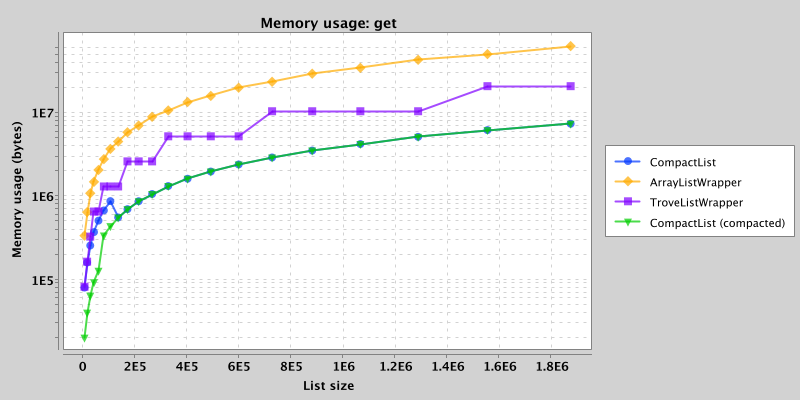 Memory usage: get
Memory usage (bytes)
1E7
1E6
1E5
0
2E5
4E5
6E5
8E5
1E6
1.2E6
1.4E6
1.6E6
1.8E6
List size
CompactList
ArrayListWrapper
TroveListWrapper
CompactList (compacted)